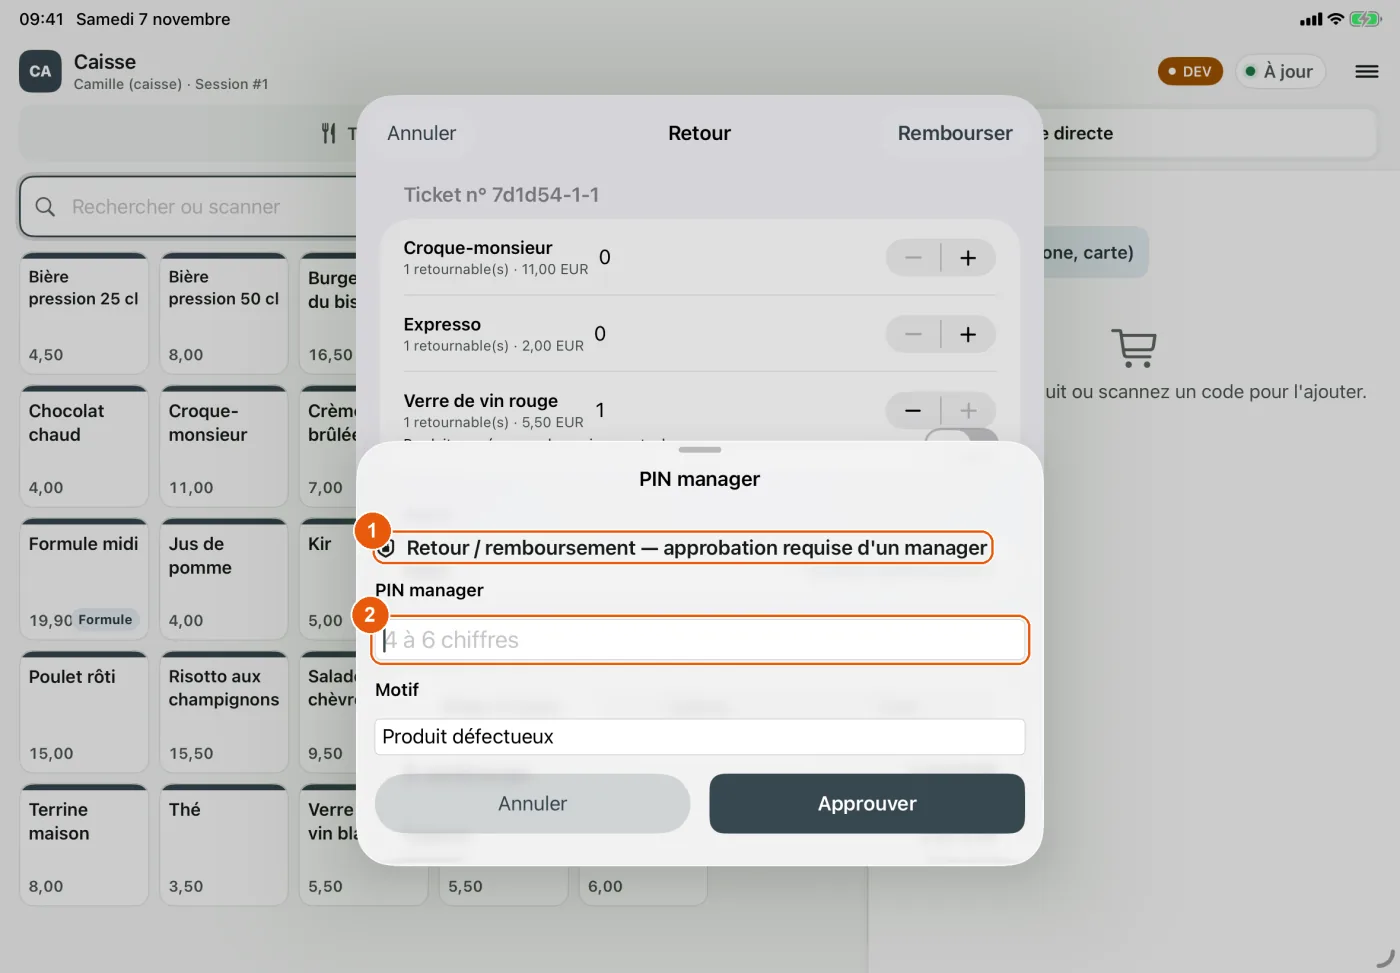 09:41 Samedi 7 novembre
CA
Caisse
Camille (caisse) · Session #1
DEV
À jour
Annuler
Retour
Rembourser
e directe
Ticket n° 7d1d54-1-1
Rechercher ou scanner
Croque-monsieur
0
1 retournable(s) · 11,00 EUR
Expresso
0
1 retournable(s) · 2,00 EUR
Verre de vin rouge
1
1 retournable(s) · 5,50 EUR
one, carte)
uit ou scannez un code pour l'ajouter.
Bière
pression 25 cl
4,50
Bière
pression 50 cl
8,00
Burge
du bis
16,50
Chocolat
chaud
4,00
Croque-
monsieur
11,00
Crèm
brûlée
7,00
Formule midi
19,90 Formule
Jus de
pomme
4,00
Kir
5,00
Poulet rôti
15,00
Risotto aux
champignons
15,50
Salad
chèvr
9,50
Terrine
maison
8,00
Thé
3,50
Verre
vin bla
5,50
5,50
6,00
PIN manager
1
Retour / remboursement — approbation requise d'un manager
PIN manager
2
4 à 6 chiffres
Motif
Produit défectueux
Annuler
Approuver